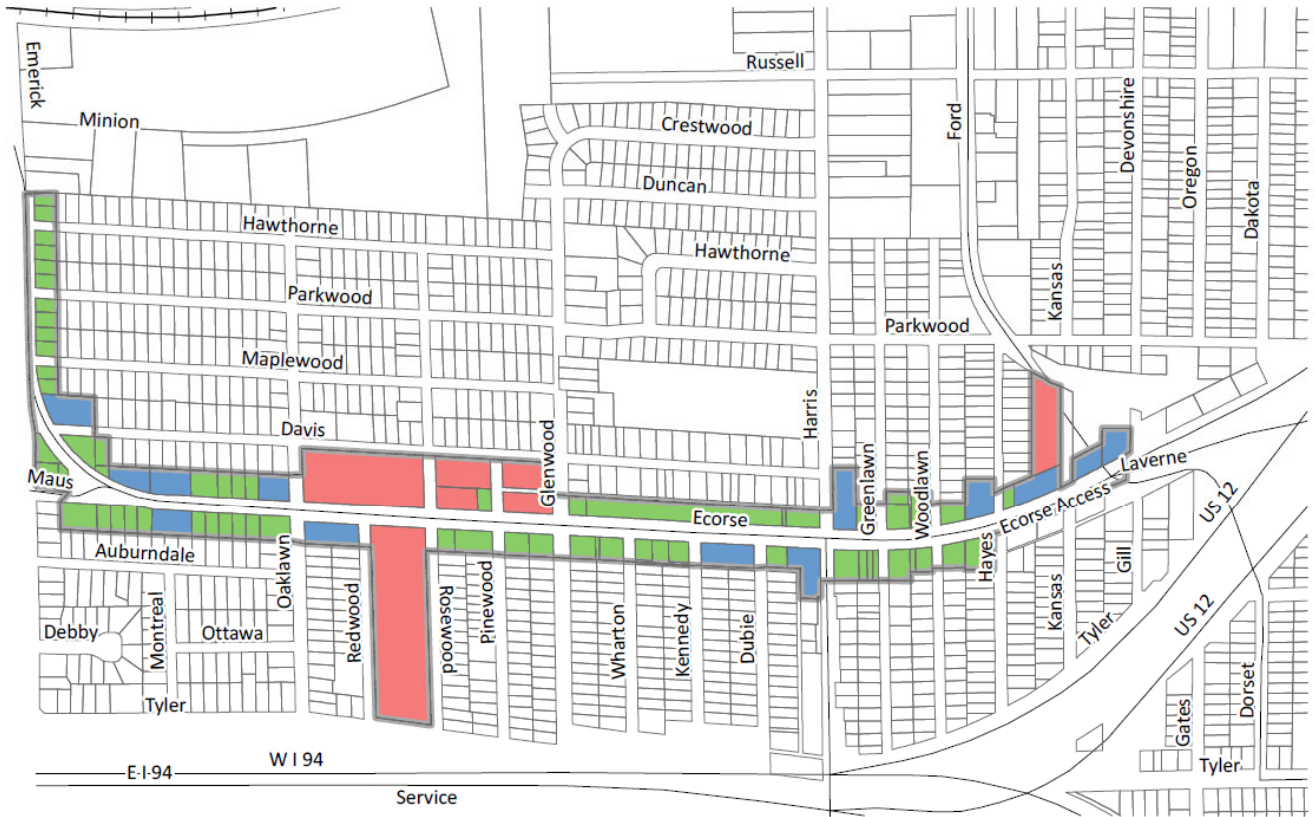 Emerick
Russell
Minion
Crestwood
Ford
Devonshire
Oregon
Duncan
Dakota
Hawthorne
Hawthorne
Kansas
Parkwood
Parkwood
Maplewood
Harris
Davis
Glenwood
Greenlawn
Woodlawn
Laverne
Maus
Ecorse
Ecorse Access
US 12
Auburndale
Oaklawn
Hayes
Gill
Redwood
Rosewood
Pinewood
Wharton
Kennedy
Dubie
Kansas
Tyler
US 12
Debby
Montreal
Ottawa
Tyler
Gates
Dorset
W I 94
E-I-94
Tyler
Service